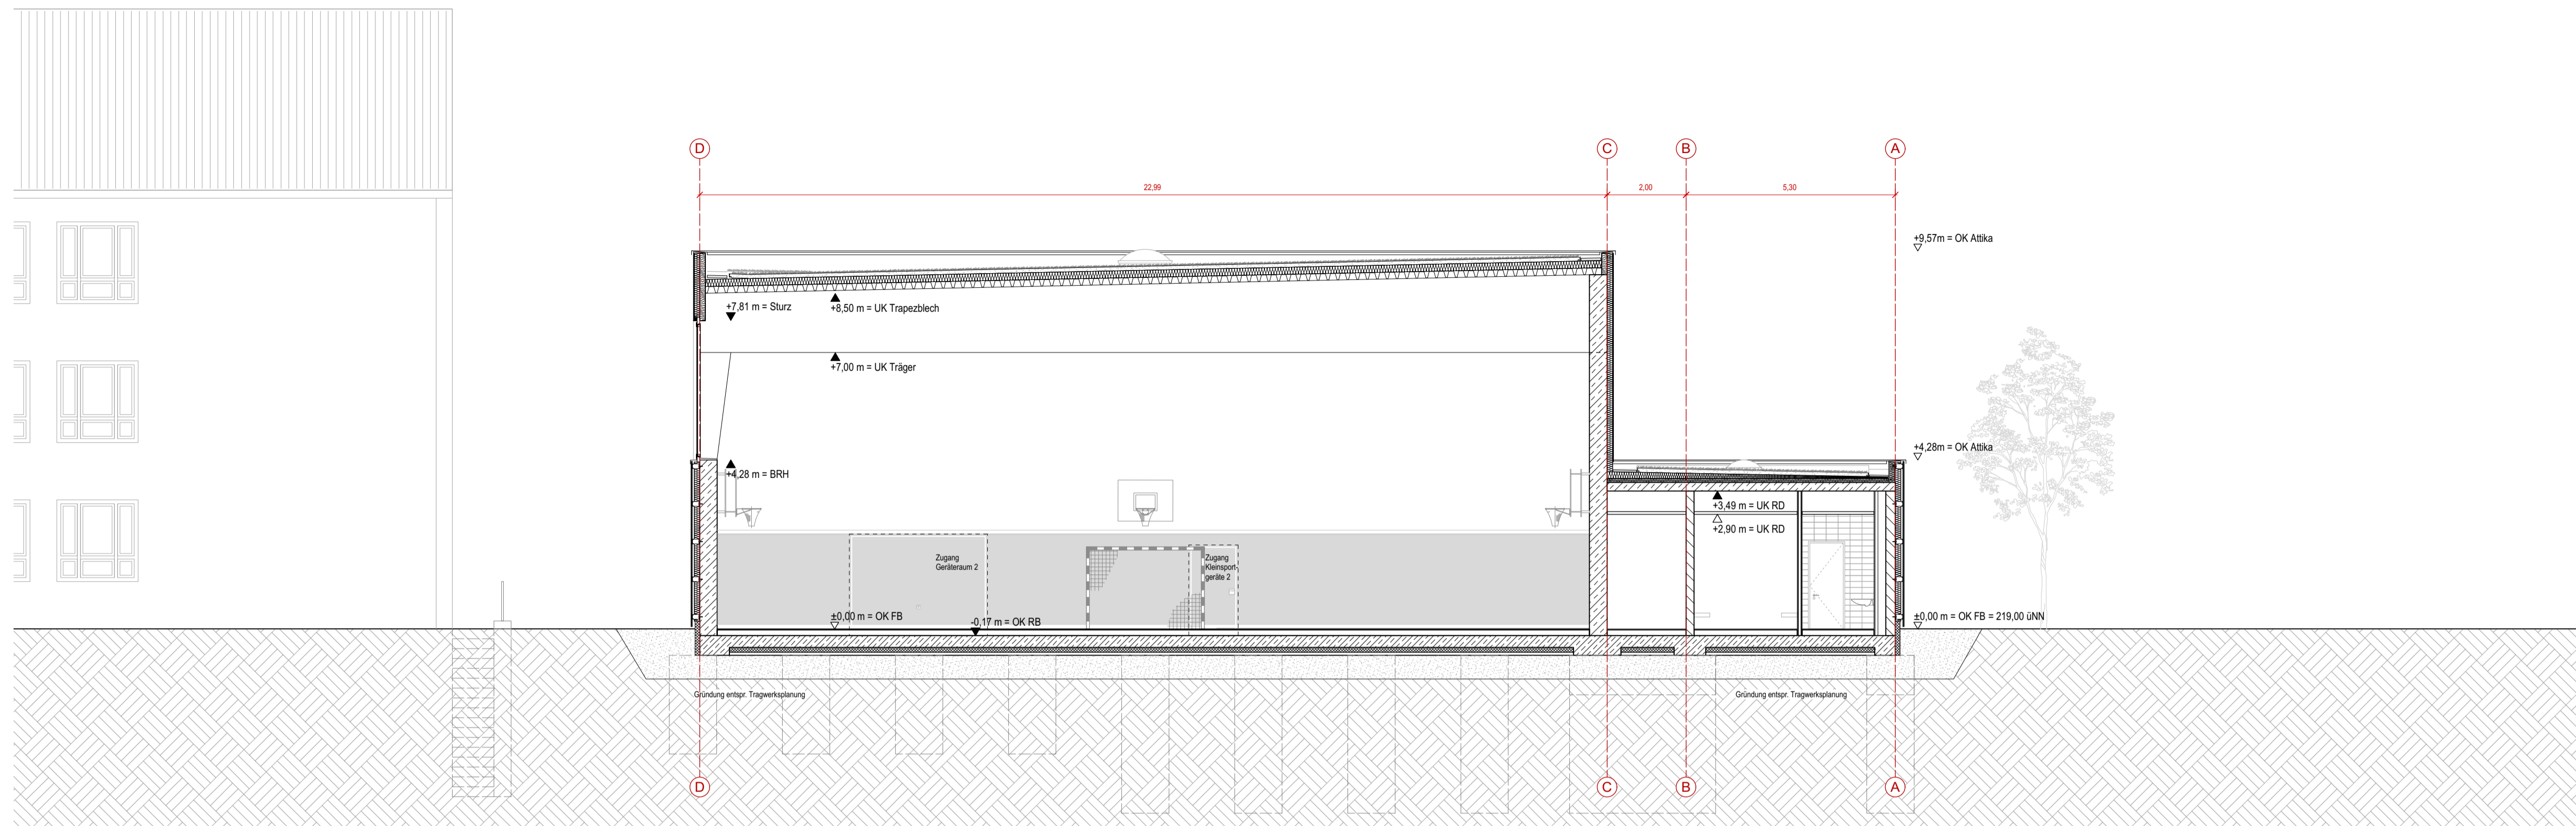 D
C
B
A
22,99
2,00
5,30
+9,57m = OK Attika
+7,81 m = Sturz
+8,50 m = UK Trapezblech
+7,00 m = UK Träger
+4,28m = OK Attika
+4,28 m = BRH
+3,49 m = UK RD
+2,90 m = UK RD
Zugang
Geräteraum 2
Zugang
Kleinsport-
geräte 2
±0,00 m = OK FB
-0,17 m = OK RB
±0,00 m = OK FB = 219,00 üNN
Gründung entspr. Tragwerksplanung
Gründung entspr. Tragwerksplanung
D
C
B
A